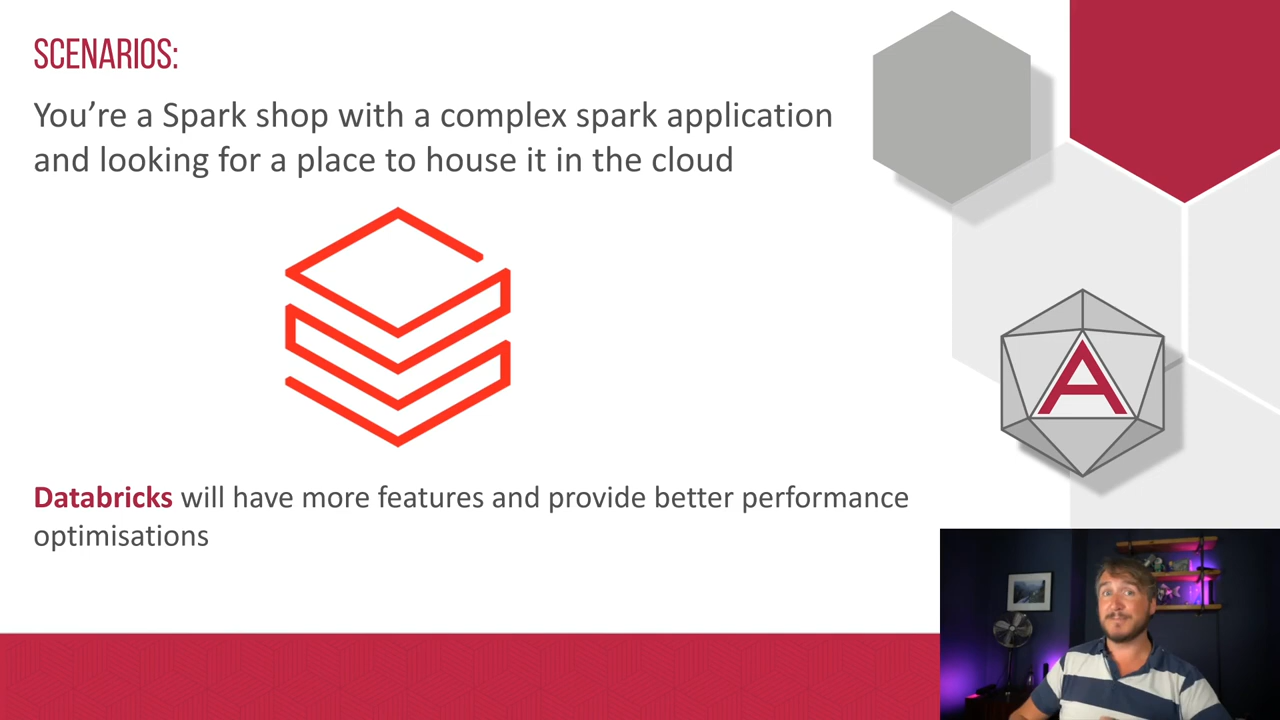 SCENARIOS:
You’re a Spark shop with a complex spark application
and looking for a place to house it in the cloud
A
Databricks will have more features and provide better performance
optimisations